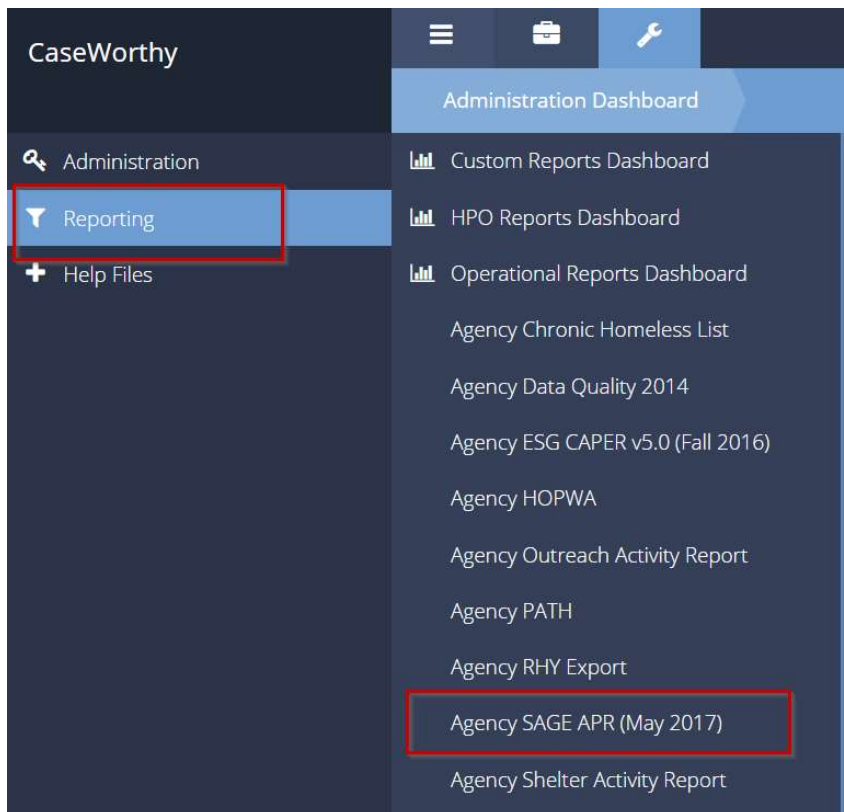 CaseWorthy
Administration
Reporting
Help Files
Administration Dashboard
Custom Reports Dashboard
HPO Reports Dashboard
Operational Reports Dashboard
Agency Chronic Homeless List
Agency Data Quality 2014
Agency ESG CAPER v5.0 (Fall 2016)
Agency HOPWA
Agency Outreach Activity Report
Agency PATH
Agency RHY Export
Agency SAGE APR (May 2017)
Agency Shelter Activity Report